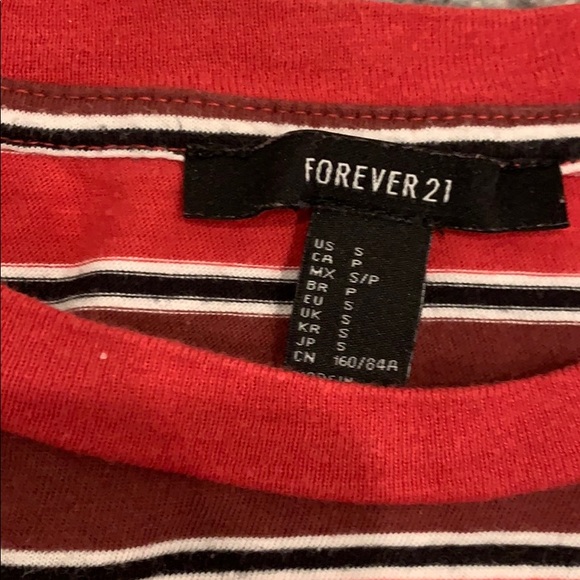 FOREVER 21
US S
CA P
MX S/P
BR P
EU S
UK S
KR S
JP S
CN 160/84A